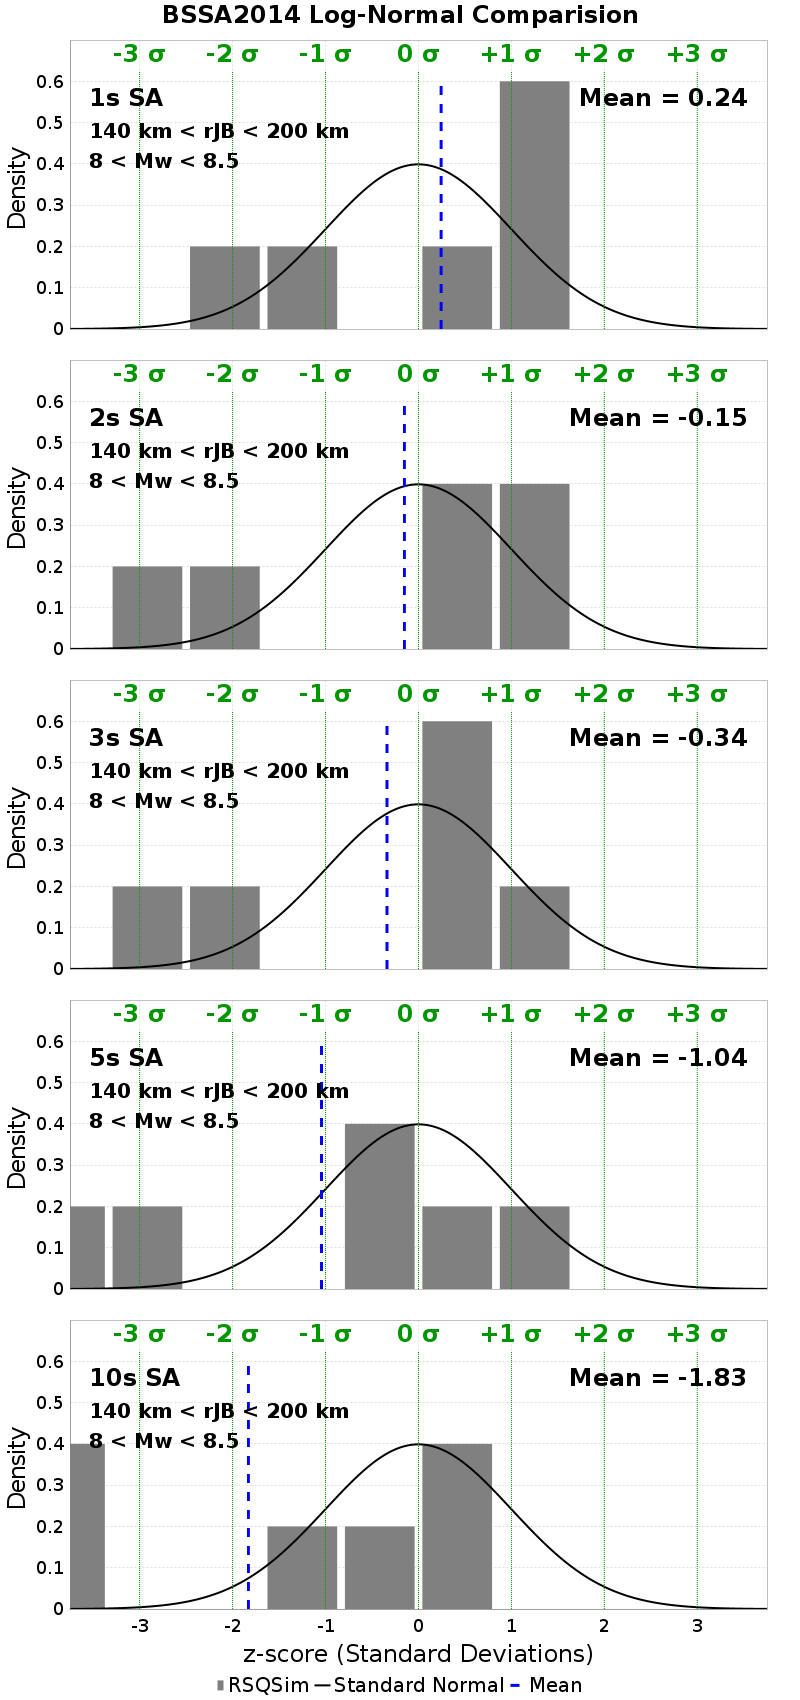 BSSA2014 Log-Normal Comparision
-3 σ -2 σ -1 σ 0 σ +1 σ +2 σ +3 σ
0.6
1s SA Mean = 0.24
0.5
140 km < rJB < 200 km
8 < Mw < 8.5
0.4
Density
0.3
0.2
0.1
0
-3 σ -2 σ -1 σ 0 σ +1 σ +2 σ +3 σ
0.6
2s SA Mean = -0.15
0.5
140 km < rJB < 200 km
8 < Mw < 8.5
0.4
Density
0.3
0.2
0.1
0
-3 σ -2 σ -1 σ 0 σ +1 σ +2 σ +3 σ
0.6
3s SA Mean = -0.34
0.5
140 km < rJB < 200 km
8 < Mw < 8.5
0.4
Density
0.3
0.2
0.1
0
-3 σ -2 σ -1 σ 0 σ +1 σ +2 σ +3 σ
0.6
5s SA Mean = -1.04
0.5
140 km < rJB < 200 km
8 < Mw < 8.5
0.4
Density
0.3
0.2
0.1
0
-3 σ -2 σ -1 σ 0 σ +1 σ +2 σ +3 σ
0.6
10s SA Mean = -1.83
0.5
140 km < rJB < 200 km
8 < Mw < 8.5
0.4
Density
0.3
0.2
0.1
0
-3 -2 -1 0 1 2 3
z-score (Standard Deviations)
RSQSim Standard Normal Mean